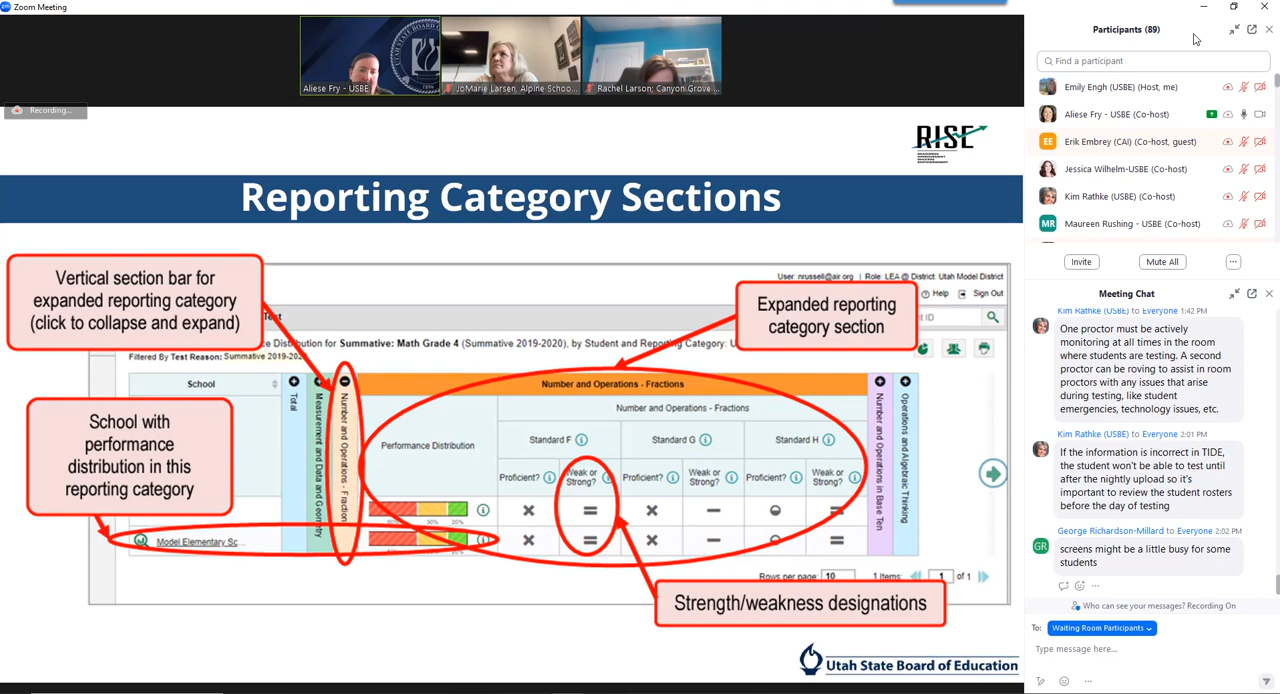 Zoom Meeting
Aliese Fry - USBE
JoMarie Larsen, Alpine Schoo...
Rachel Larson; Canyon Grove ...
Recording...
RISE
Reporting Category Sections
Vertical section bar for
expanded reporting category
(click to collapse and expand)
Expanded reporting
category section
School with
performance
distribution in this
reporting category
Strength/weakness designations
User: nrussell@air.org | Role: LEA @ District: Utah Model District
Help
Sign Out
Test
nt ID
ce Distribution for Summative: Math Grade 4 (Summative 2019-2020), by Student and Reporting Category: U
Filtered By Test Reason: Summative 2019-202
School
Total
Measurement and Data and Geometry
Number and Operations - Fraction
Number and Operations - Fractions
Number and Operations - Fractions
Performance Distribution
Standard F
Standard G
Standard H
Proficient?
Weak or
Strong?
Proficient?
Weak or
Strong?
Proficient?
Weak or
Strong?
Number and Operations in Base Ten
Operations and Algebraic Thinking
30%
20%
Model Elementary Sc...
Rows per page: 10
1 Items:
1 of 1
Utah State Board of Education
Participants (89)
Find a participant
Emily Engh (USBE) (Host, me)
Aliese Fry - USBE (Co-host)
EE
Erik Embrey (CAI) (Co-host, guest)
Jessica Wilhelm-USBE (Co-host)
Kim Rathke (USBE) (Co-host)
MR
Maureen Rushing - USBE (Co-host)
Invite
Mute All
...
Meeting Chat
Kim Rathke (USBE) to Everyone 1:42 PM
One proctor must be actively
monitoring at all times in the room
where students are testing. A second
proctor can be roving to assist in room
proctors with any issues that arise
during testing, like student
emergencies, technology issues, etc.
Kim Rathke (USBE) to Everyone 2:01 PM
If the information is incorrect in TIDE,
the student won't be able to test until
after the nightly upload so it's
important to review the student rosters
before the day of testing
George Richardson-Millard to Everyone 2:02 PM
GR
screens might be a little busy for some
students
Who can see your messages? Recording On
To: Waiting Room Participants
Type message here...